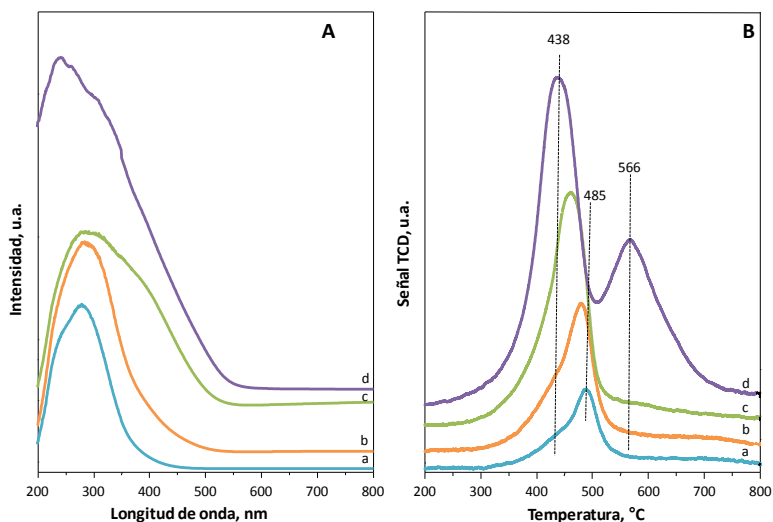 A
Intensidad, u.a.
d
c
b
a
200 300 400 500 600 700 800
Longitud de onda, nm
B
438
566
485
Señal TCD, u.a.
d
c
b
a
200 300 400 500 600 700 800
Temperatura, °C